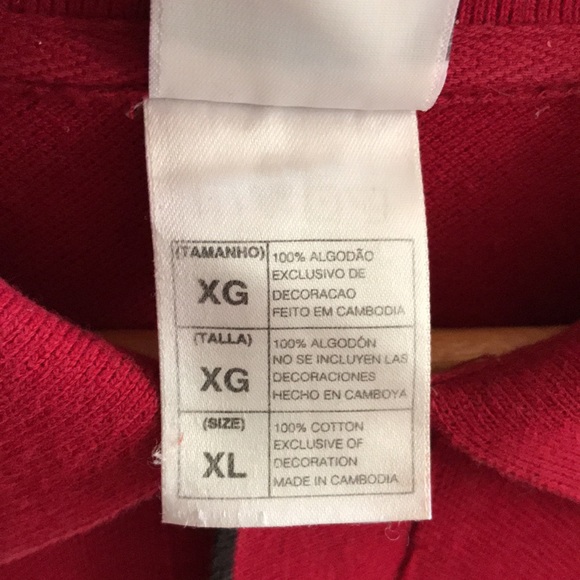 (TAMANHO)
XG
100% ALGODÃO
EXCLUSIVO DE
DECORACAO
FEITO EM CAMBODIA
(TALLA)
XG
100% ALGODÓN
NO SE INCLUYEN LAS
DECORACIONES
HECHO EN CAMBOYA
(SIZE)
XL
100% COTTON
EXCLUSIVE OF
DECORATION
MADE IN CAMBODIA